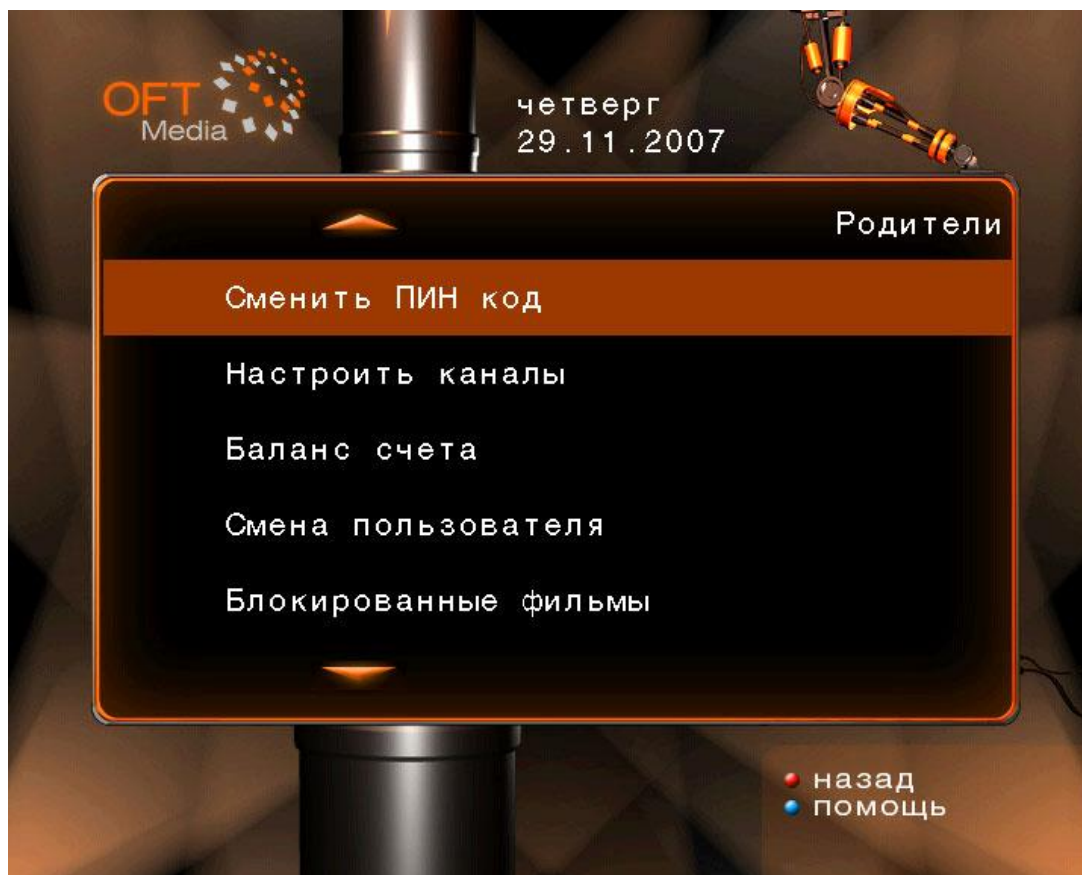 OFT
Media
четверг
29.11.2007
Родители
Сменить ПИН код
Настроить каналы
Баланс счета
Смена пользователя
Блокированные фильмы
назад
помощь